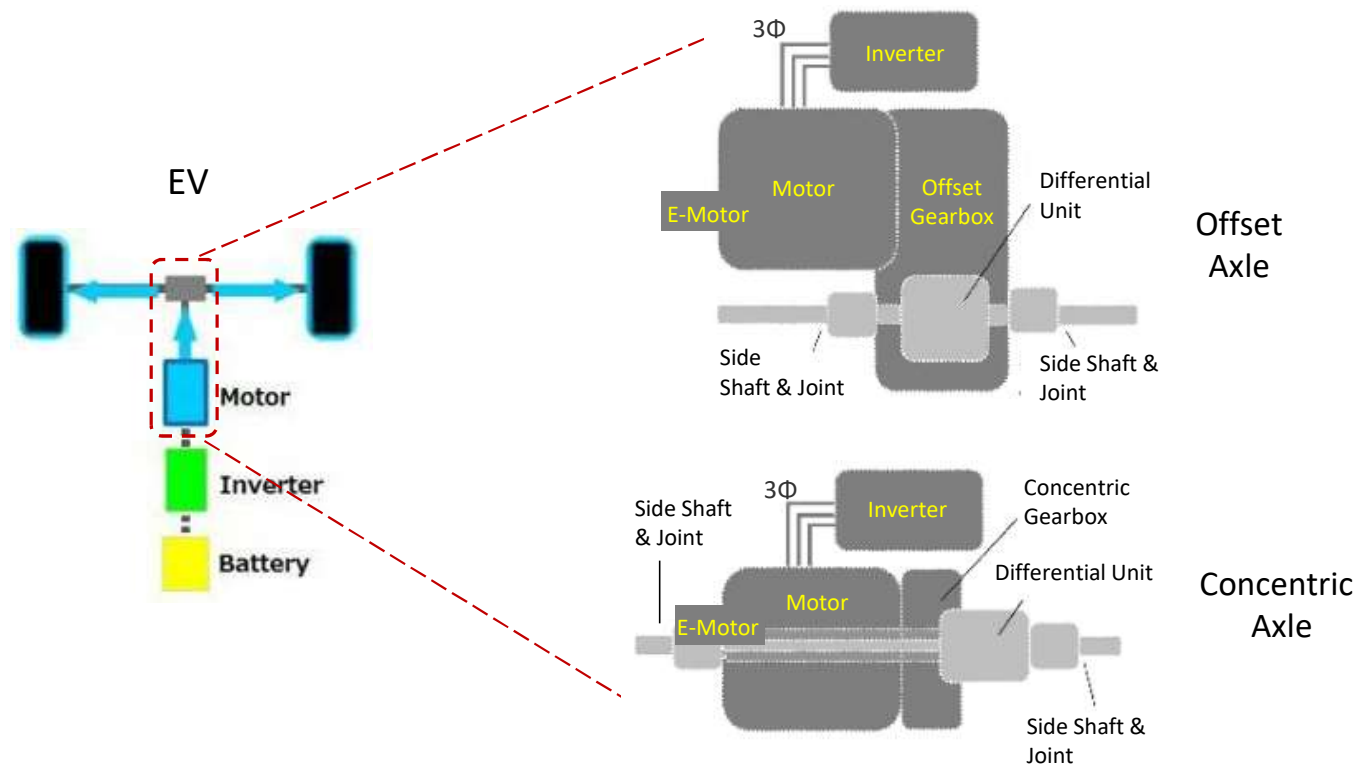 EV
Motor
Inverter
Battery
3Φ
Inverter
Motor
E-Motor
Offset
Gearbox
Differential
Unit
Side
Shaft & Joint
Side Shaft &
Joint
Offset
Axle
Side Shaft
& Joint
3Φ
Inverter
Concentric
Gearbox
Differential Unit
Motor
E-Motor
Side Shaft &
Joint
Concentric
Axle